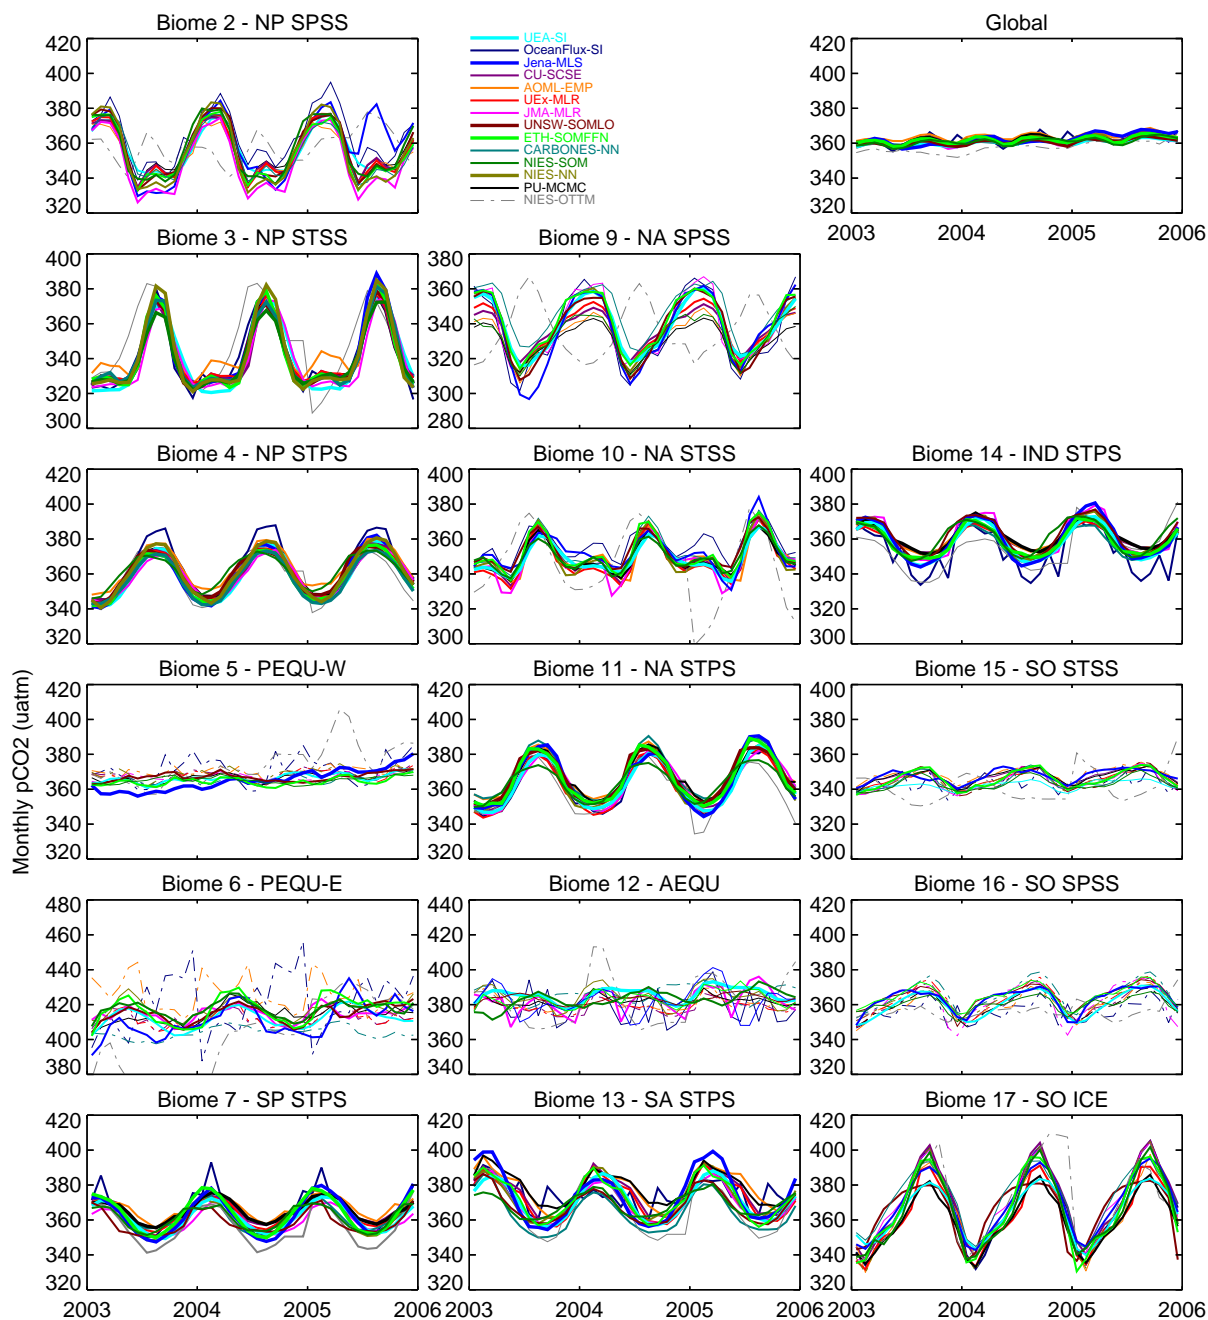 Biome 2 - NP SPSS
Global
420
400
380
360
340
320
UEA-SI
OceanFlux-SI
Jena-MLS
CU-SCSE
AOML-EMP
UEx-MLR
JMA-MLR
UNSW-SOMLO
ETH-SOMFFN
CARBONES-NN
NIES-SOM
NIES-NN
PU-MCMC
NIES-OTTM
420
400
380
360
340
320
2003 2004 2005 2006
Biome 3 - NP STSS
Biome 9 - NA SPSS
400
380
360
340
320
300
380
360
340
320
300
280
Biome 4 - NP STPS
Biome 10 - NA STSS
Biome 14 - IND STPS
420
400
380
360
340
320
400
380
360
340
320
300
400
380
360
340
320
300
Monthly pCO2 (uatm)
Biome 5 - PEQU-W
Biome 11 - NA STPS
Biome 15 - SO STSS
420
400
380
360
340
320
420
400
380
360
340
320
400
380
360
340
320
300
Biome 6 - PEQU-E
Biome 12 - AEQU
Biome 16 - SO SPSS
480
460
440
420
400
380
440
420
400
380
360
340
420
400
380
360
340
320
Biome 7 - SP STPS
Biome 13 - SA STPS
Biome 17 - SO ICE
420
400
380
360
340
320
420
400
380
360
340
320
420
400
380
360
340
320
2003 2004 2005 2006
2004 2005 2006
2003 2004 2005 2006